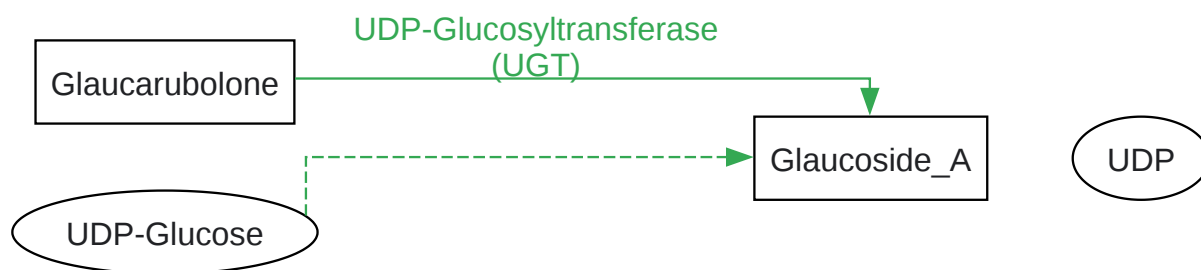 UDP-Glucosyltransferase
(UGT)
Glaucarubolone
Glaucoside_A
UDP
UDP-Glucose